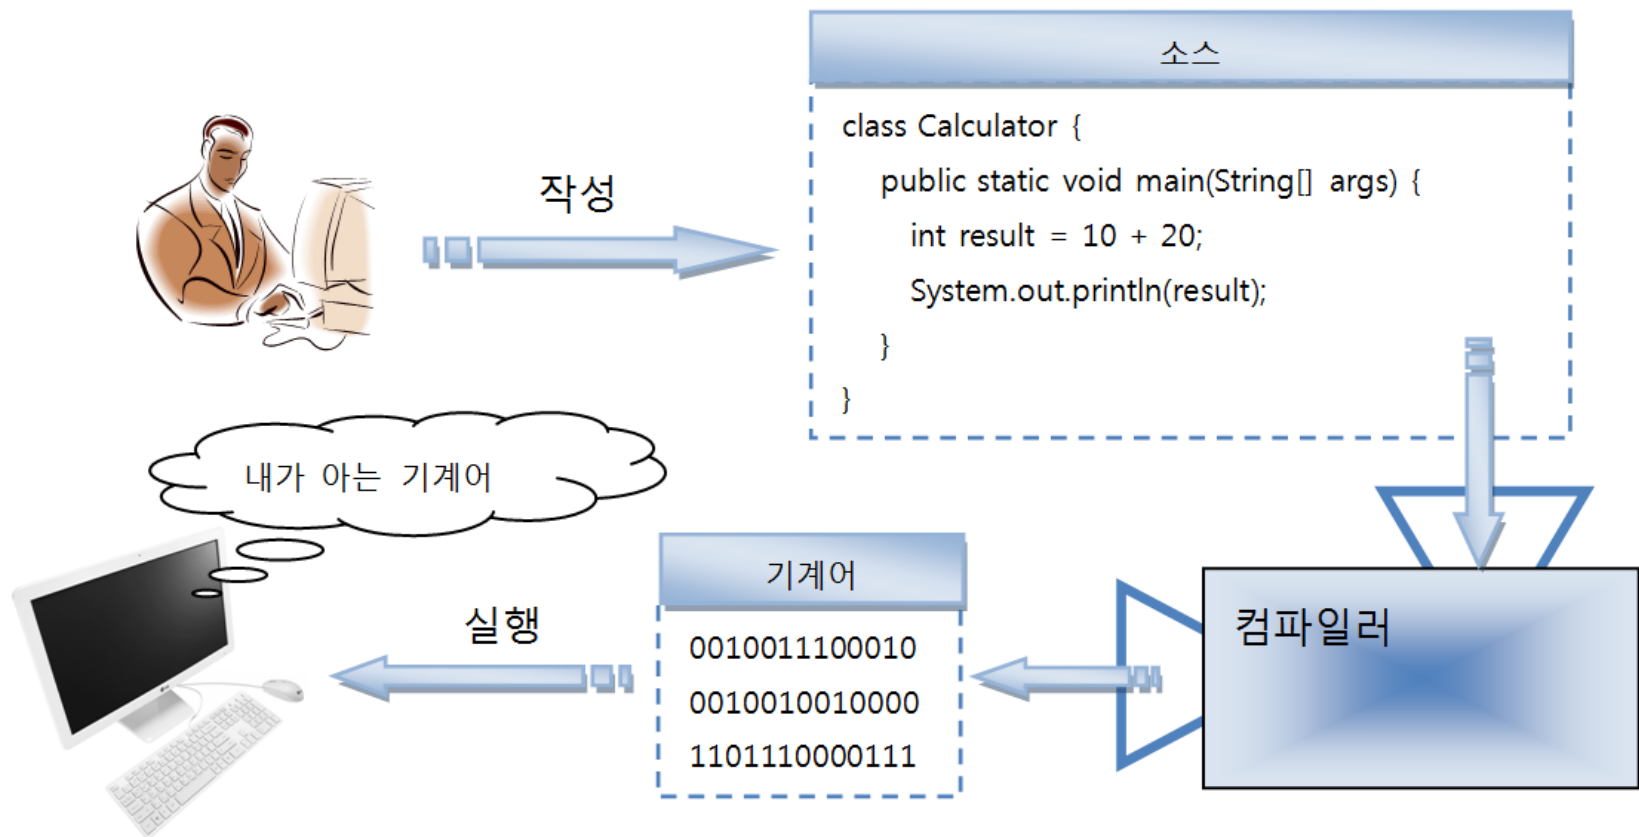 작성
소스
class Calculator {
public static void main(String[] args) {
int result = 10 + 20;
System.out.println(result);
}
}
컴파일러
기계어
0010011100010
0010010010000
1101110000111
실행
내가 아는 기계어